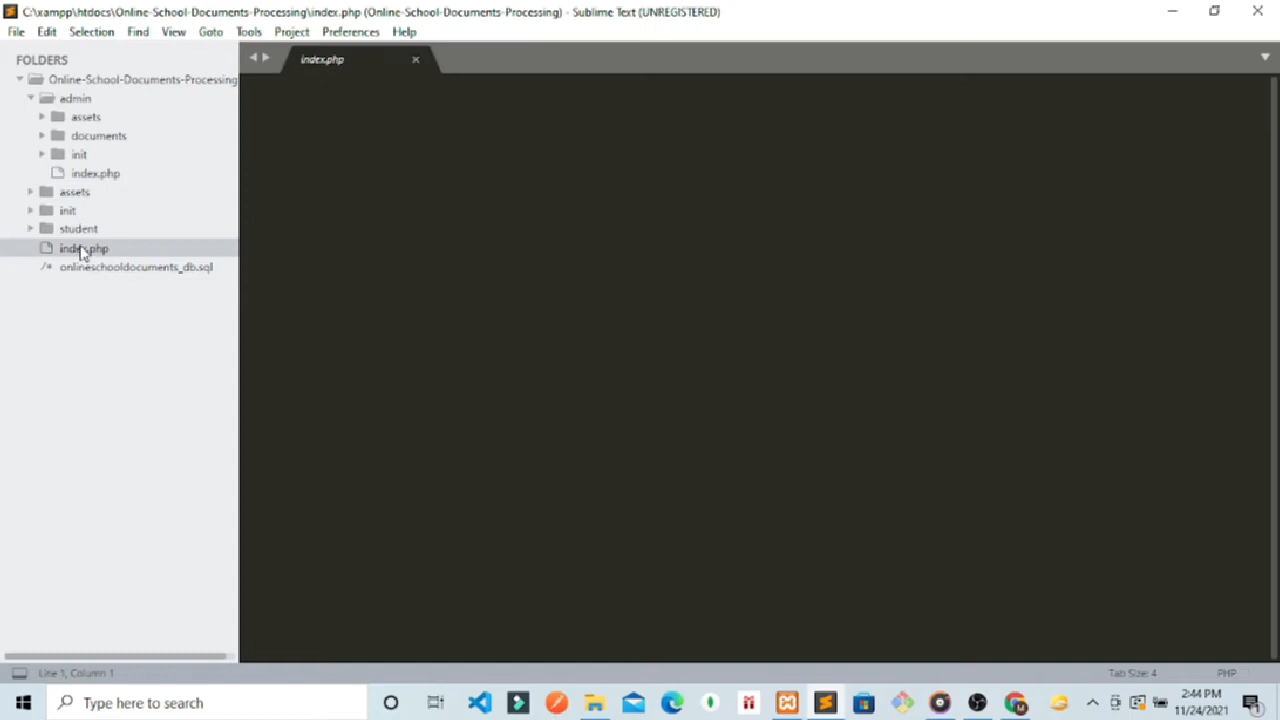 C:\xampp\htdocs\Online-School-Documents-Processing\index.php (Online-School-Documents-Processing) - Sublime Text (UNREGISTERED)
File Edit Selection Find View Goto Tools Project Preferences Help
FOLDERS
index.php
Online-School-Documents-Processing
admin
assets
documents
init
index.php
assets
init
student
index.php
onlineschooldocuments_db.sql
Line 1, Column 1
Tab Size: 4
PHP
Type here to search
2:44 PM
11/24/2021